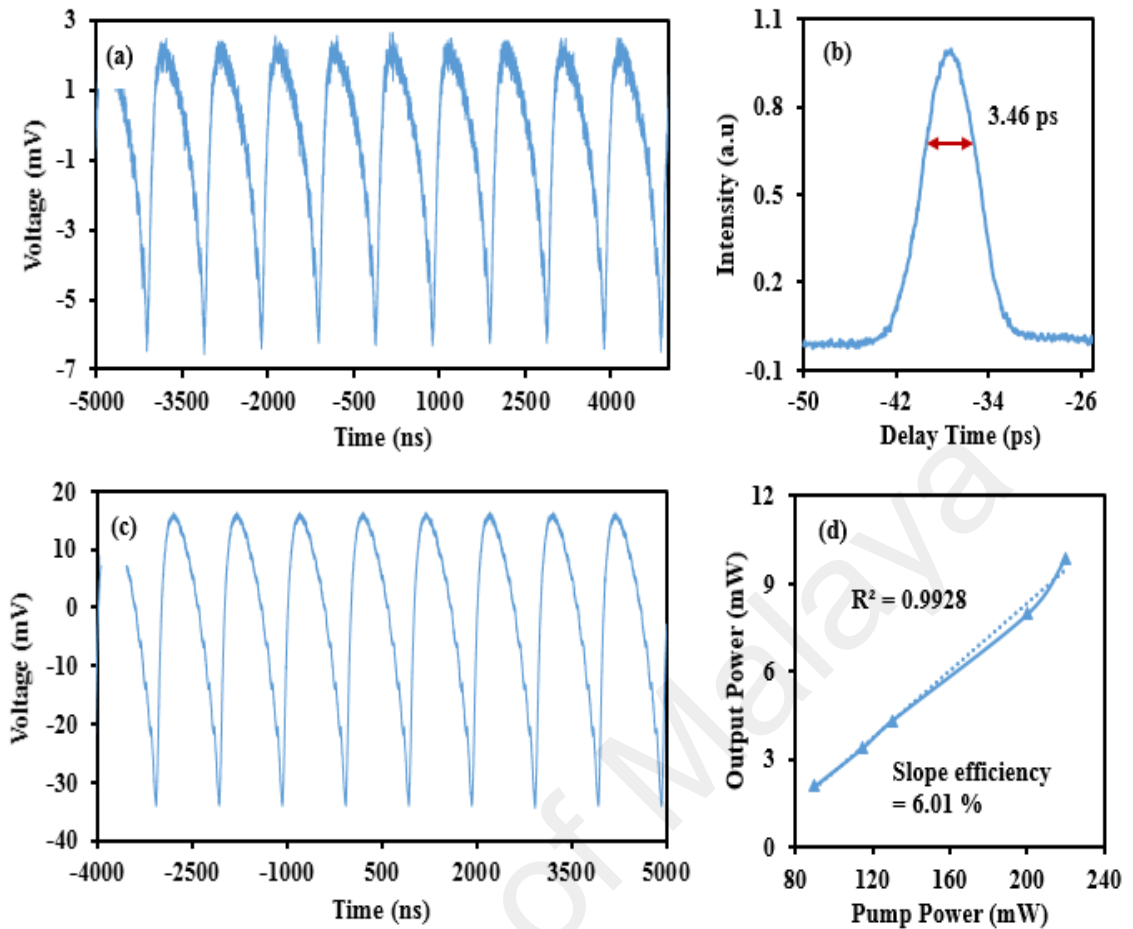 (a)
Voltage (mV)
3
1
-1
-3
-5
-7
-5000 -3500 -2000 -500 1000 2500 4000
Time (ns)
(b)
Intensity (a.u)
1.1
0.8
0.5
0.2
-0.1
3.46 ps
-50 -42 -34 -26
Delay Time (ps)
(c)
Voltage (mV)
20
10
0
-10
-20
-30
-40
-4000 -2500 -1000 500 2000 3500 5000
Time (ns)
(d)
Output Power (mW)
12
9
6
3
0
R² = 0.9928
Slope efficiency
= 6.01 %
80 120 160 200 240
Pump Power (mW)
of Malaya